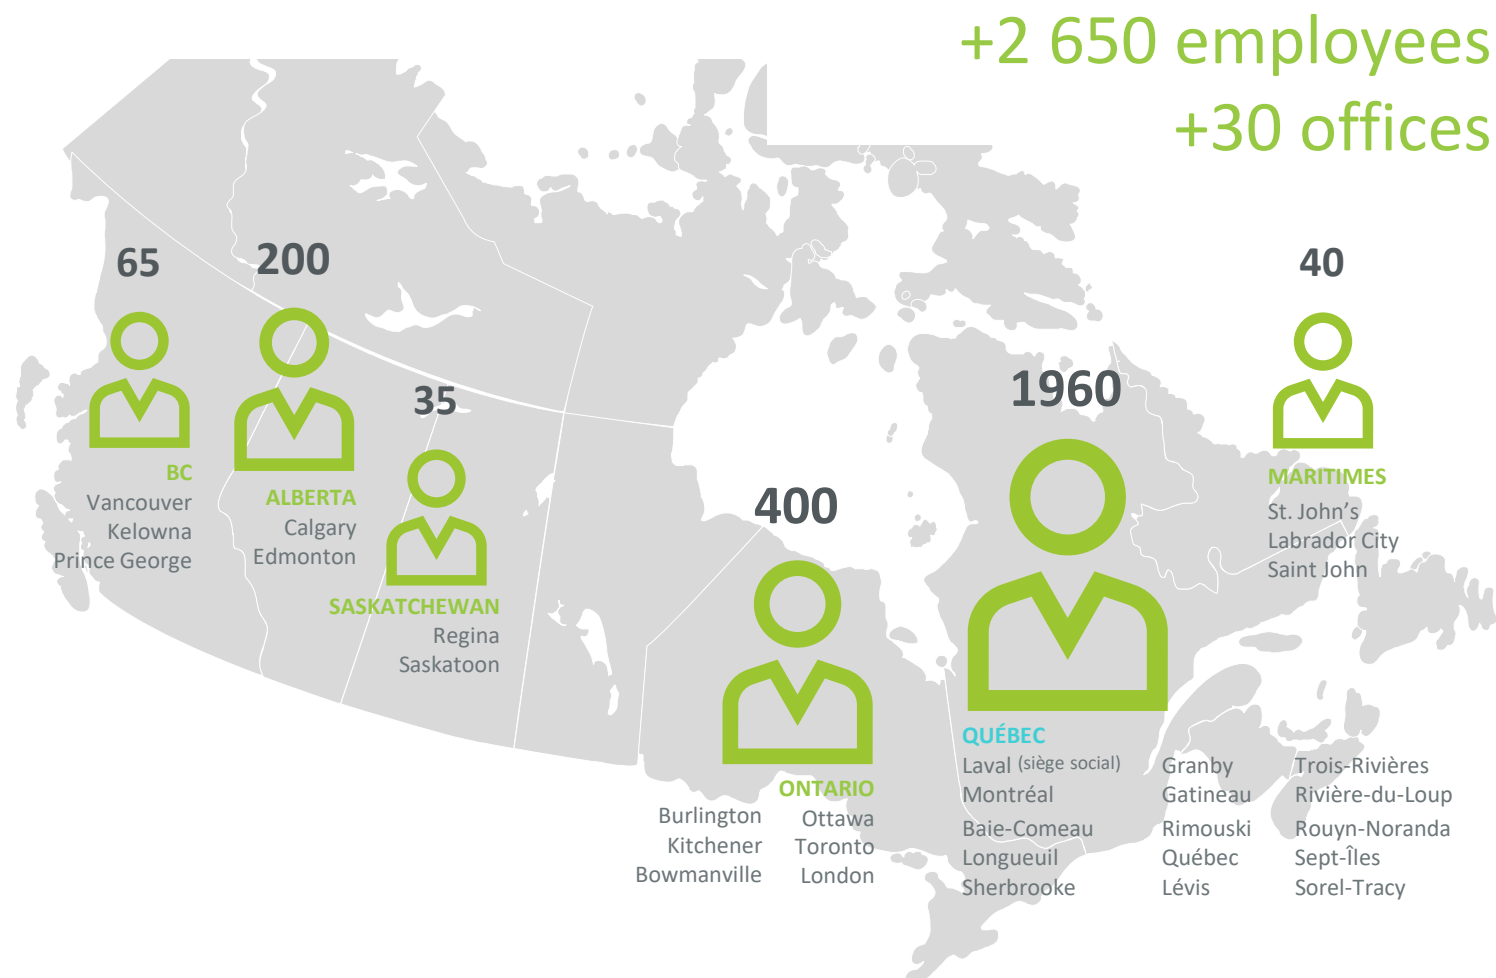 +2 650 employees
+30 offices
65
BC
Vancouver
Kelowna
Prince George
200
ALBERTA
Calgary
Edmonton
35
SASKATCHEWAN
Regina
Saskatoon
400
ONTARIO
Burlington
Kitchener
Bowmanville
Ottawa
Toronto
London
1960
QUÉBEC
Laval (siège social)
Montréal
Baie-Comeau
Longueuil
Sherbrooke
Granby
Gatineau
Rimouski
Québec
Lévis
Trois-Rivières
Rivière-du-Loup
Rouyn-Noranda
Sept-Îles
Sorel-Tracy
40
MARITIMES
St. John’s
Labrador City
Saint John